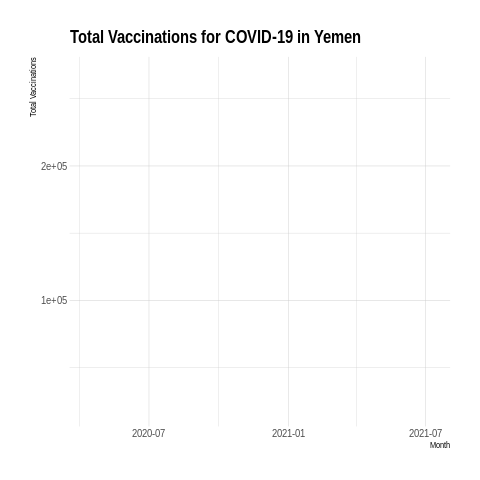 Total Vaccinations for COVID-19 in Yemen
Total Vaccinations
2e+05
1e+05
2020-07
2021-01
2021-07
Month